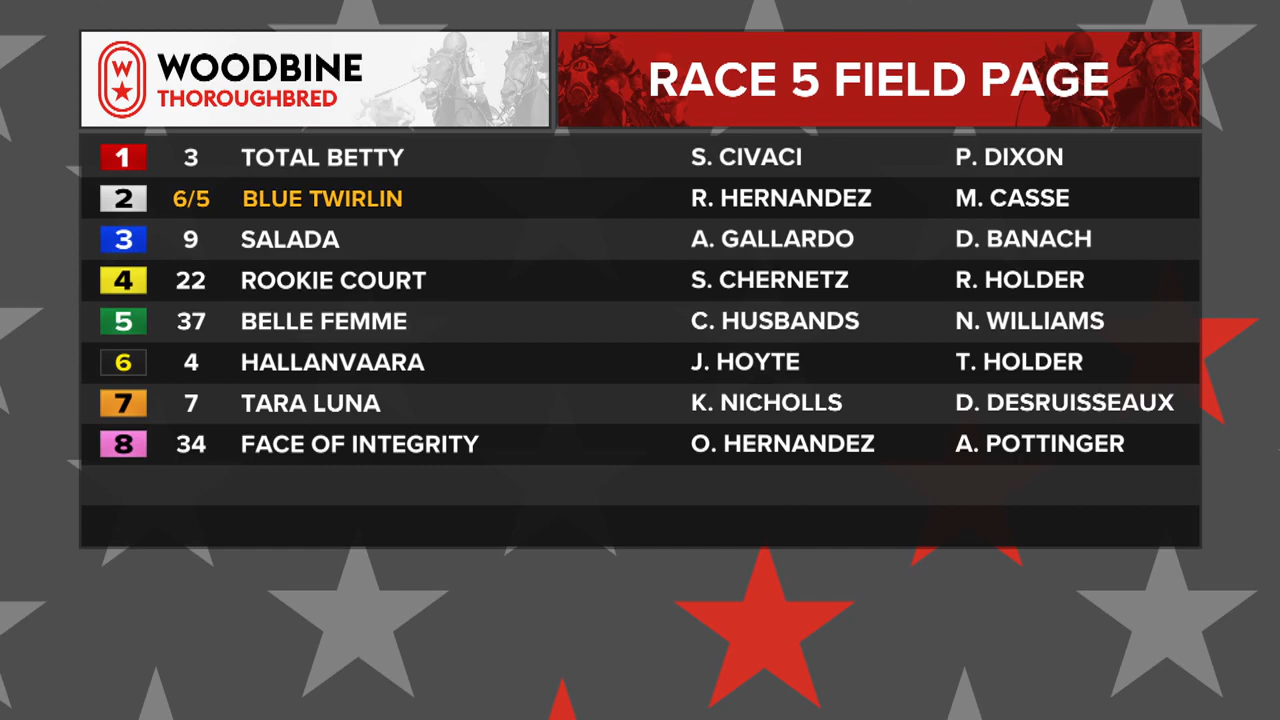 W WOODBINE
THOROUGHBRED
RACE 5 FIELD PAGE
1 3 TOTAL BETTY S. CIVACI P. DIXON
2 6/5 BLUE TWIRLIN R. HERNANDEZ M. CASSE
3 9 SALADA A. GALLARDO D. BANACH
4 22 ROOKIE COURT S. CHERNETZ R. HOLDER
5 37 BELLE FEMME C. HUSBANDS N. WILLIAMS
6 4 HALLANVAARA J. HOYTE T. HOLDER
7 7 TARA LUNA K. NICHOLLS D. DESRUISSEAUX
8 34 FACE OF INTEGRITY O. HERNANDEZ A. POTTINGER